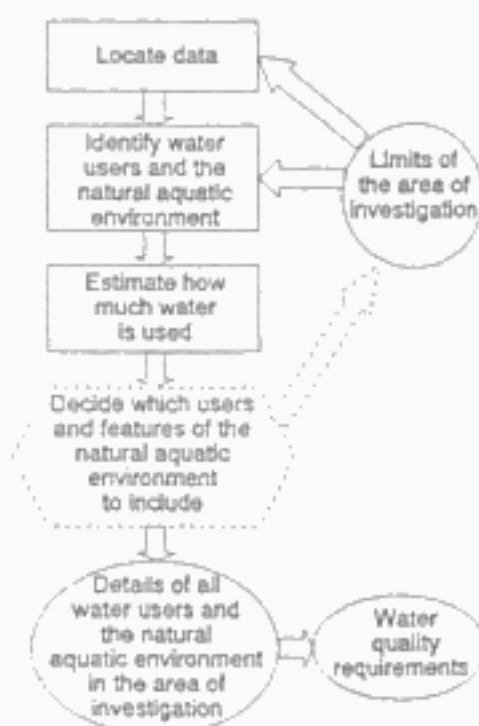 Locate data
Identify water
users and the
natural aquatic
environment
Limits of
the area of
investigation
Estimate how
much water
is used
Decide which users
and features of the
natural aquatic
environment
to include
Details of all
water users and
the natural
aquatic environment
in the area of
investigation
Water
quality
requirements